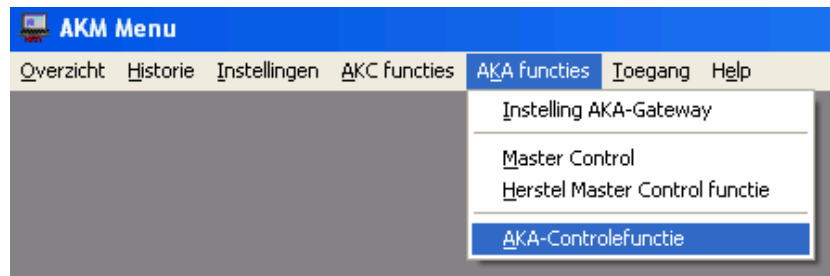 AKM Menu
Overzicht Historie Instellingen AKC functies AKA functies Toegang Help
Instelling AKA-Gateway
Master Control
Herstel Master Control functie
AKA-Controlefunctie